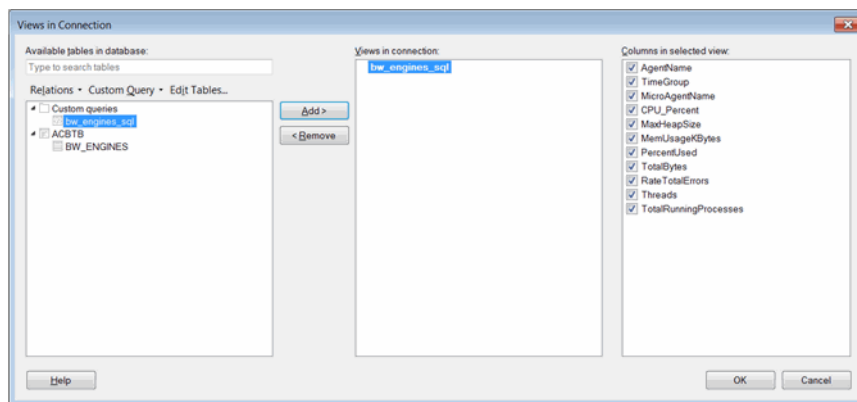 Views in Connection
Available tables in database:
Type to search tables
Relations
Custom Query
Edit Tables...
Custom queries
bw_engines_sql
ACBTB
BW_ENGINES
Add >
< Remove
Views in connection:
bw_engines_sql
Columns in selected view:
AgentName
TimeGroup
MicroAgentName
CPU_Percent
MaxHeapSize
MemUsageKBytes
PercentUsed
TotalBytes
RateTotalErrors
Threads
TotalRunningProcesses
Help
OK
Cancel